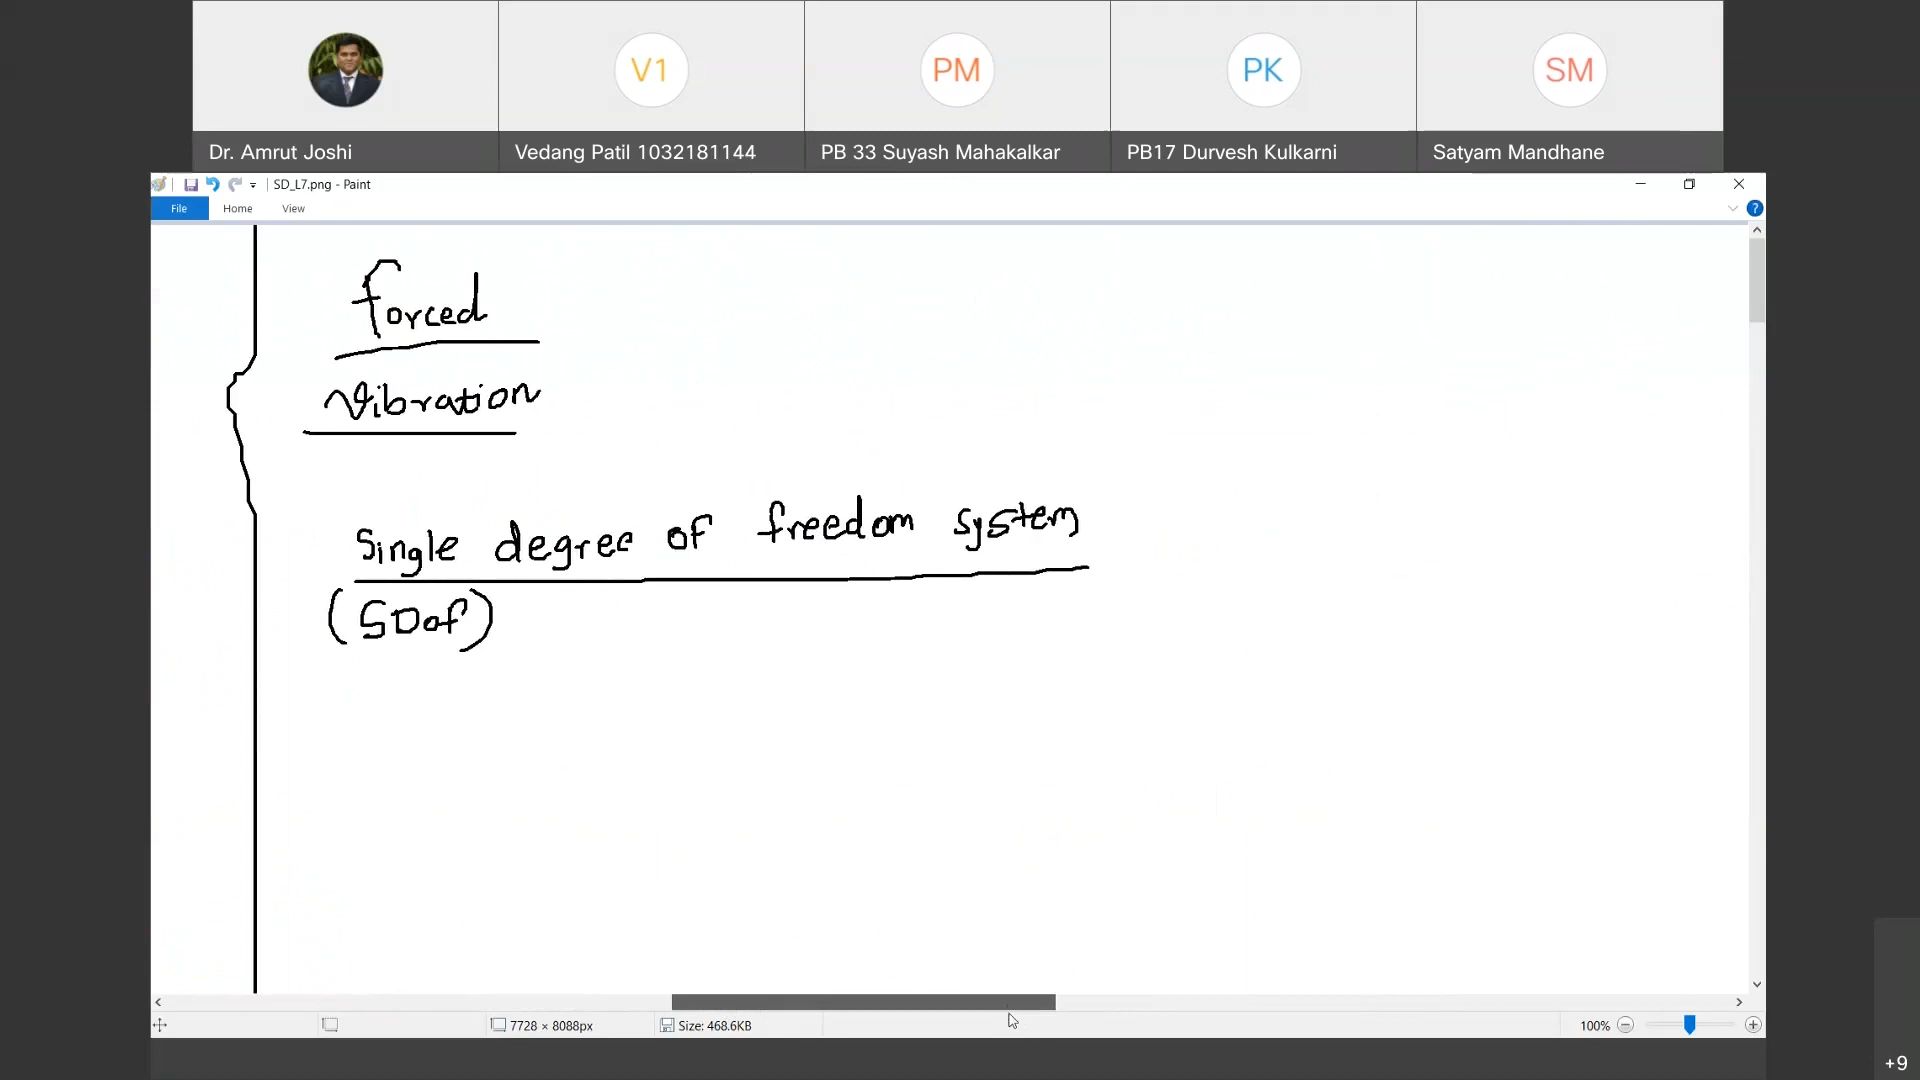 V1
PM
PK
SM
Dr. Amrut Joshi
Vedang Patil 1032181144
PB 33 Suyash Mahakalkar
PB17 Durvesh Kulkarni
Satyam Mandhane
SD_L7.png - Paint
File
Home
View
?
forced
Vibration
Single degree of freedom system
(SDof)
7728 × 8088px
Size: 468.6KB
100%
+9